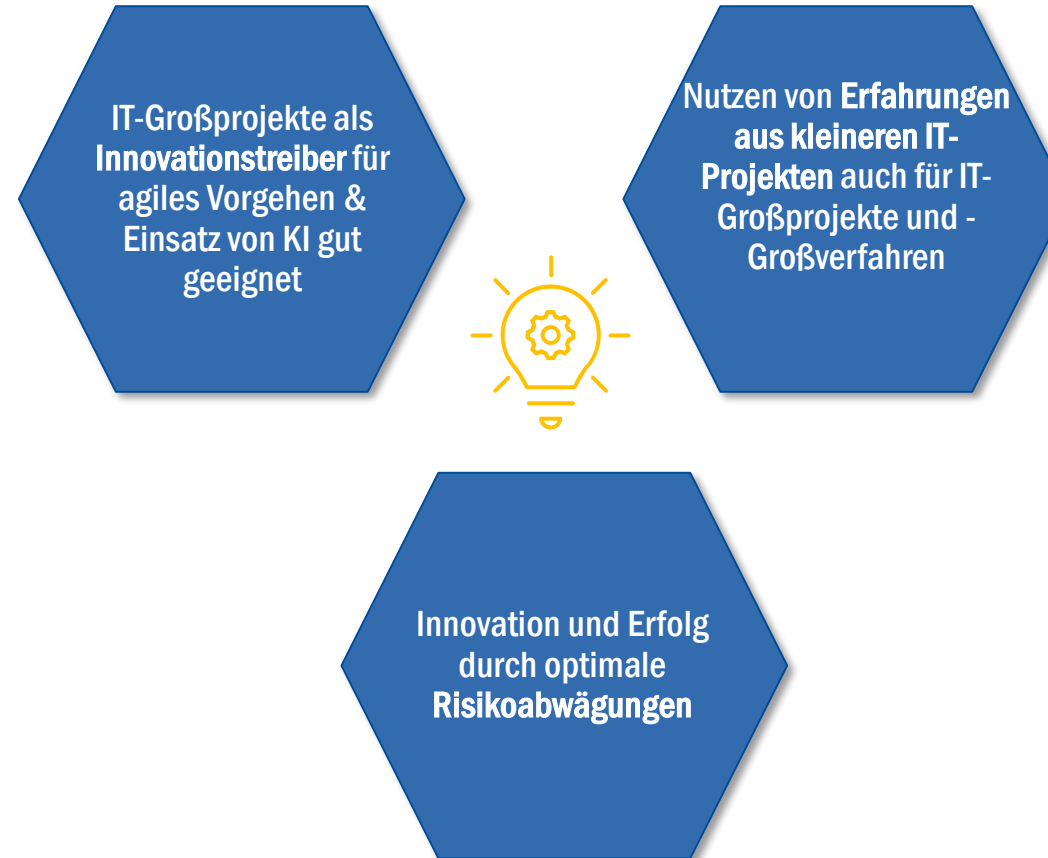 IT-Großprojekte als
Innovationstreiber für
agiles Vorgehen &
Einsatz von KI gut
geeignet
Nutzen von Erfahrungen
aus kleineren IT-
Projekten auch für IT-
Großprojekte und -
Großverfahren
Innovation und Erfolg
durch optimale
Risikoabwägungen